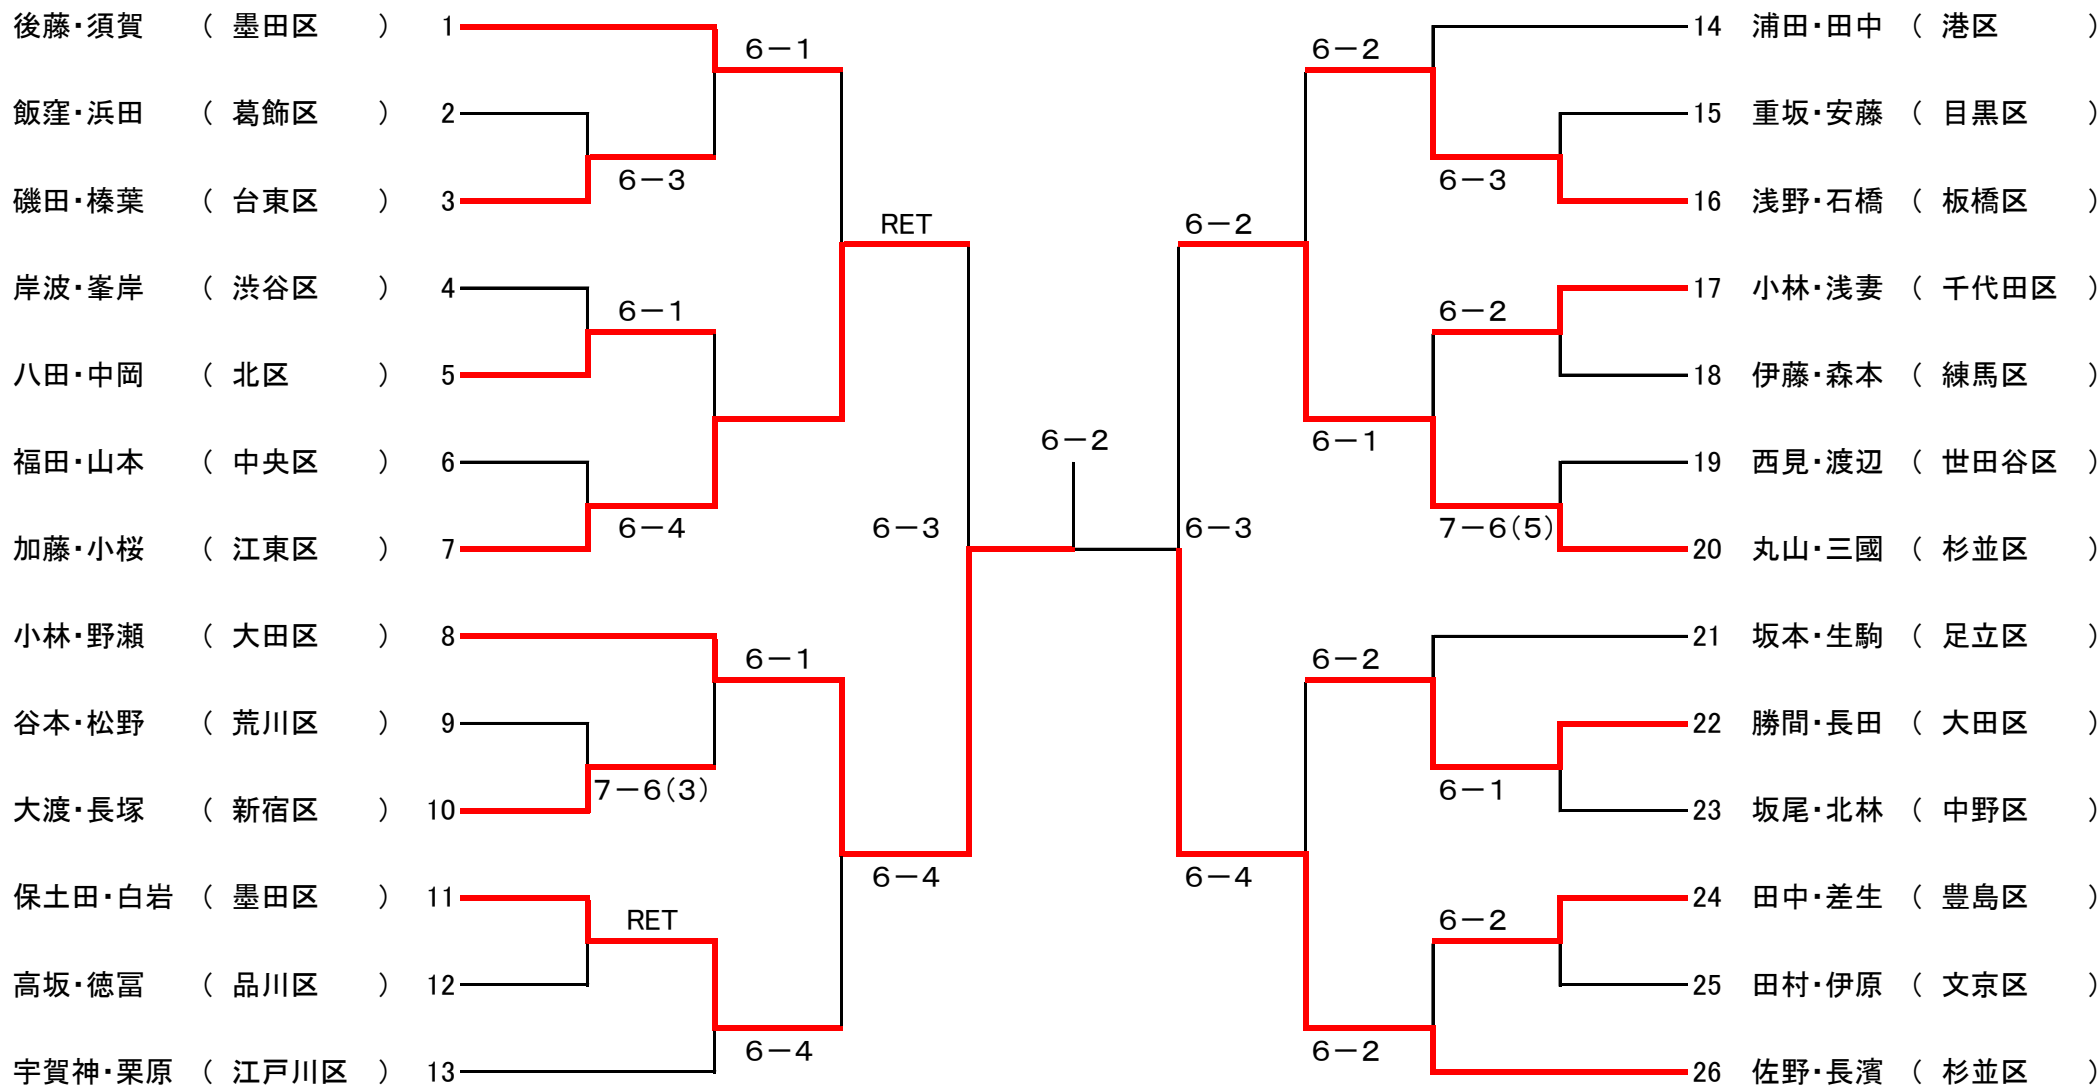 後藤・須賀 （ 墨田区 ） 1
6－1
飯窪・浜田 （ 葛飾区 ） 2
6－3
磯田・榛葉 （ 台東区 ） 3
RET
岸波・峯岸 （ 渋谷区 ） 4
6－1
八田・中岡 （ 北区 ） 5
福田・山本 （ 中央区 ） 6
6－4
加藤・小桜 （ 江東区 ） 7
6－3
小林・野瀬 （ 大田区 ） 8
6－1
谷本・松野 （ 荒川区 ） 9
7－6(3)
大渡・長塚 （ 新宿区 ） 10
6－4
保土田・白岩 （ 墨田区 ） 11
RET
高坂・徳冨 （ 品川区 ） 12
6－4
宇賀神・栗原 （ 江戸川区 ） 13
6－2
14 浦田・田中 （ 港区 ）
6－2
15 重坂・安藤 （ 目黒区 ）
6－3
16 浅野・石橋 （ 板橋区 ）
6－2
17 小林・浅妻 （ 千代田区 ）
6－2
18 伊藤・森本 （ 練馬区 ）
6－1
19 西見・渡辺 （ 世田谷区 ）
7－6(5)
20 丸山・三國 （ 杉並区 ）
6－3
21 坂本・生駒 （ 足立区 ）
6－2
22 勝間・長田 （ 大田区 ）
6－1
23 坂尾・北林 （ 中野区 ）
6－4
24 田中・差生 （ 豊島区 ）
6－2
25 田村・伊原 （ 文京区 ）
6－2
26 佐野・長濱 （ 杉並区 ）